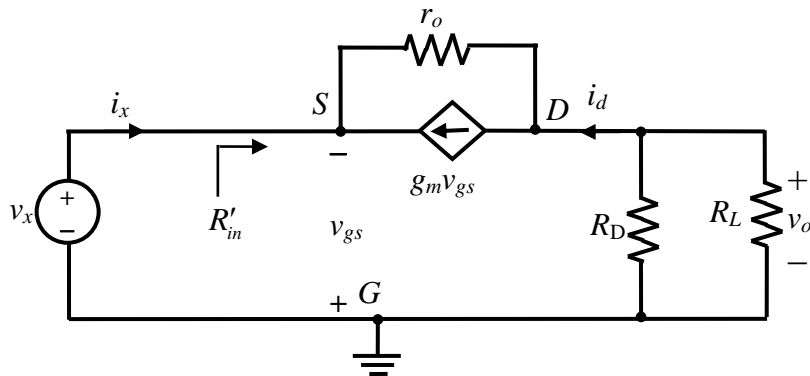 r_o
i_x
S
D
i_d
−
g_m v_gs
+
v_x
−
R'_in
v_gs
R_D
R_L
+
v_o
−
+ G